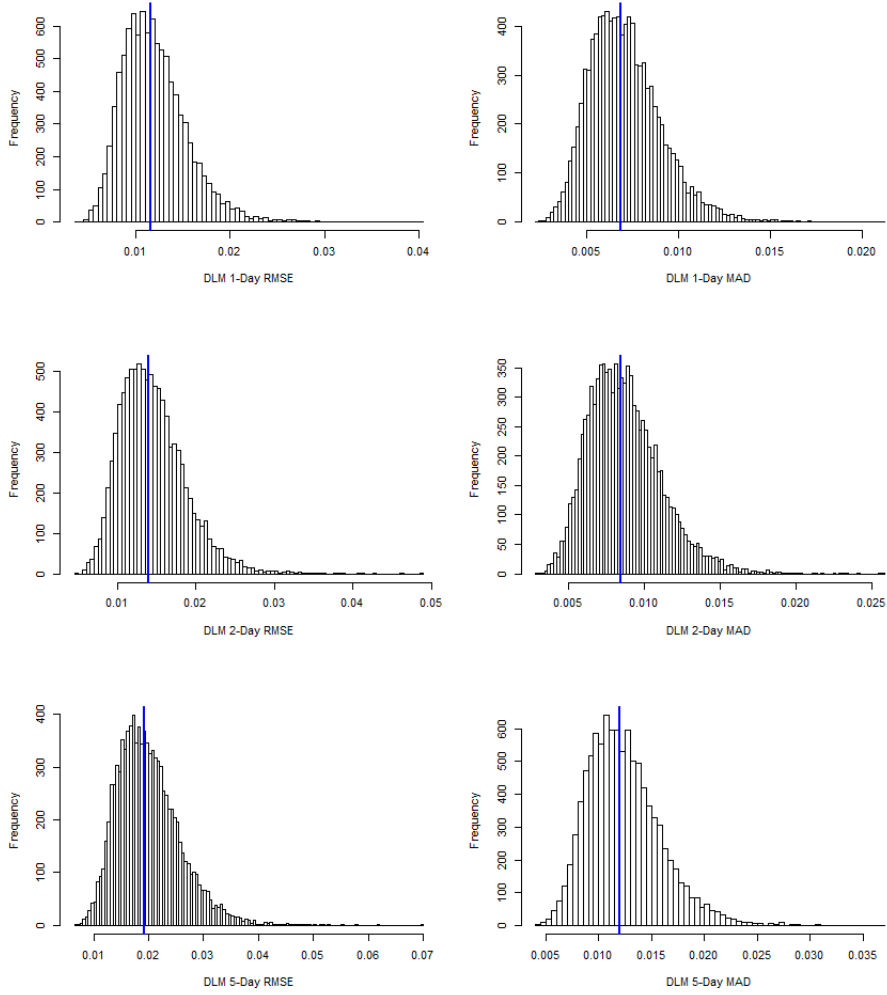 Frequency
0 100 200 300 400 500 600
0.01 0.02 0.03 0.04
DLM 1-Day RMSE
Frequency
0 100 200 300 400
0.005 0.010 0.015 0.020
DLM 1-Day MAD
Frequency
0 100 200 300 400 500
0.01 0.02 0.03 0.04 0.05
DLM 2-Day RMSE
Frequency
0 50 100 150 200 250 300 350
0.005 0.010 0.015 0.020 0.025
DLM 2-Day MAD
Frequency
0 100 200 300 400
0.01 0.02 0.03 0.04 0.05 0.06 0.07
DLM 5-Day RMSE
Frequency
0 100 200 300 400 500 600
0.005 0.010 0.015 0.020 0.025 0.030 0.035
DLM 5-Day MAD